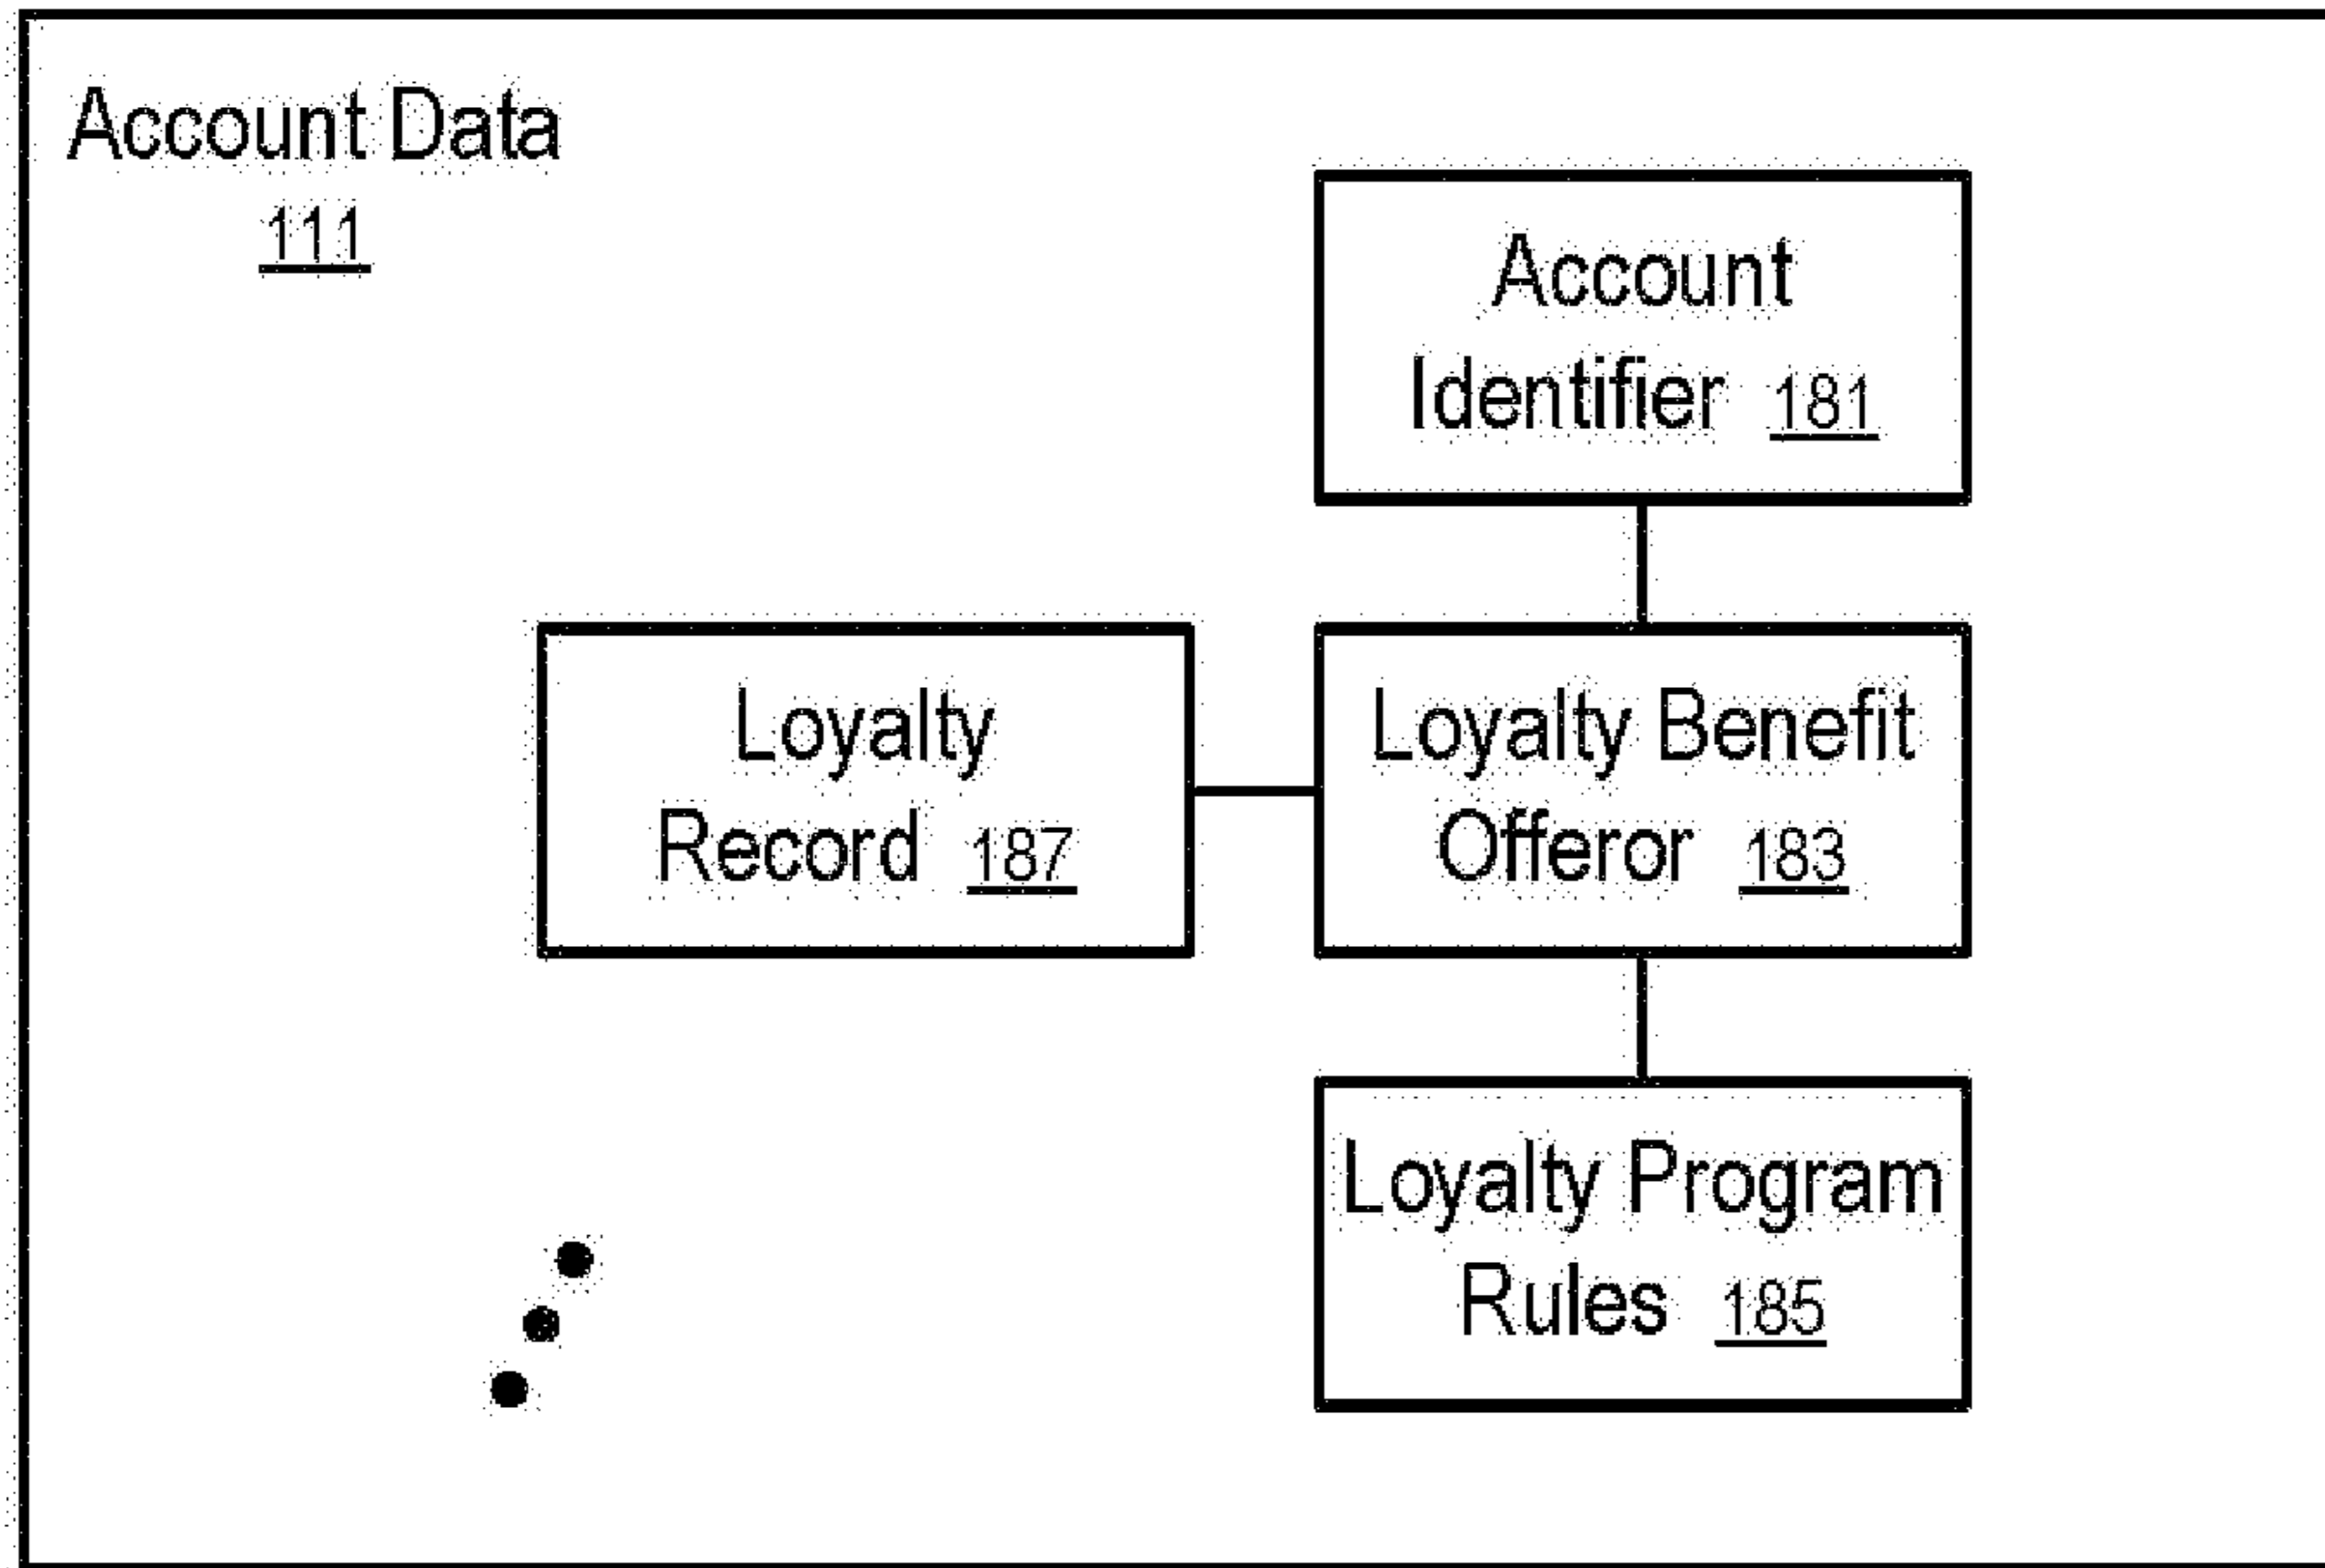 Account Data
111
Account
Identifier 181
Loyalty
Record 187
Loyalty Benefit
Offeror 183
Loyalty Program
Rules 185